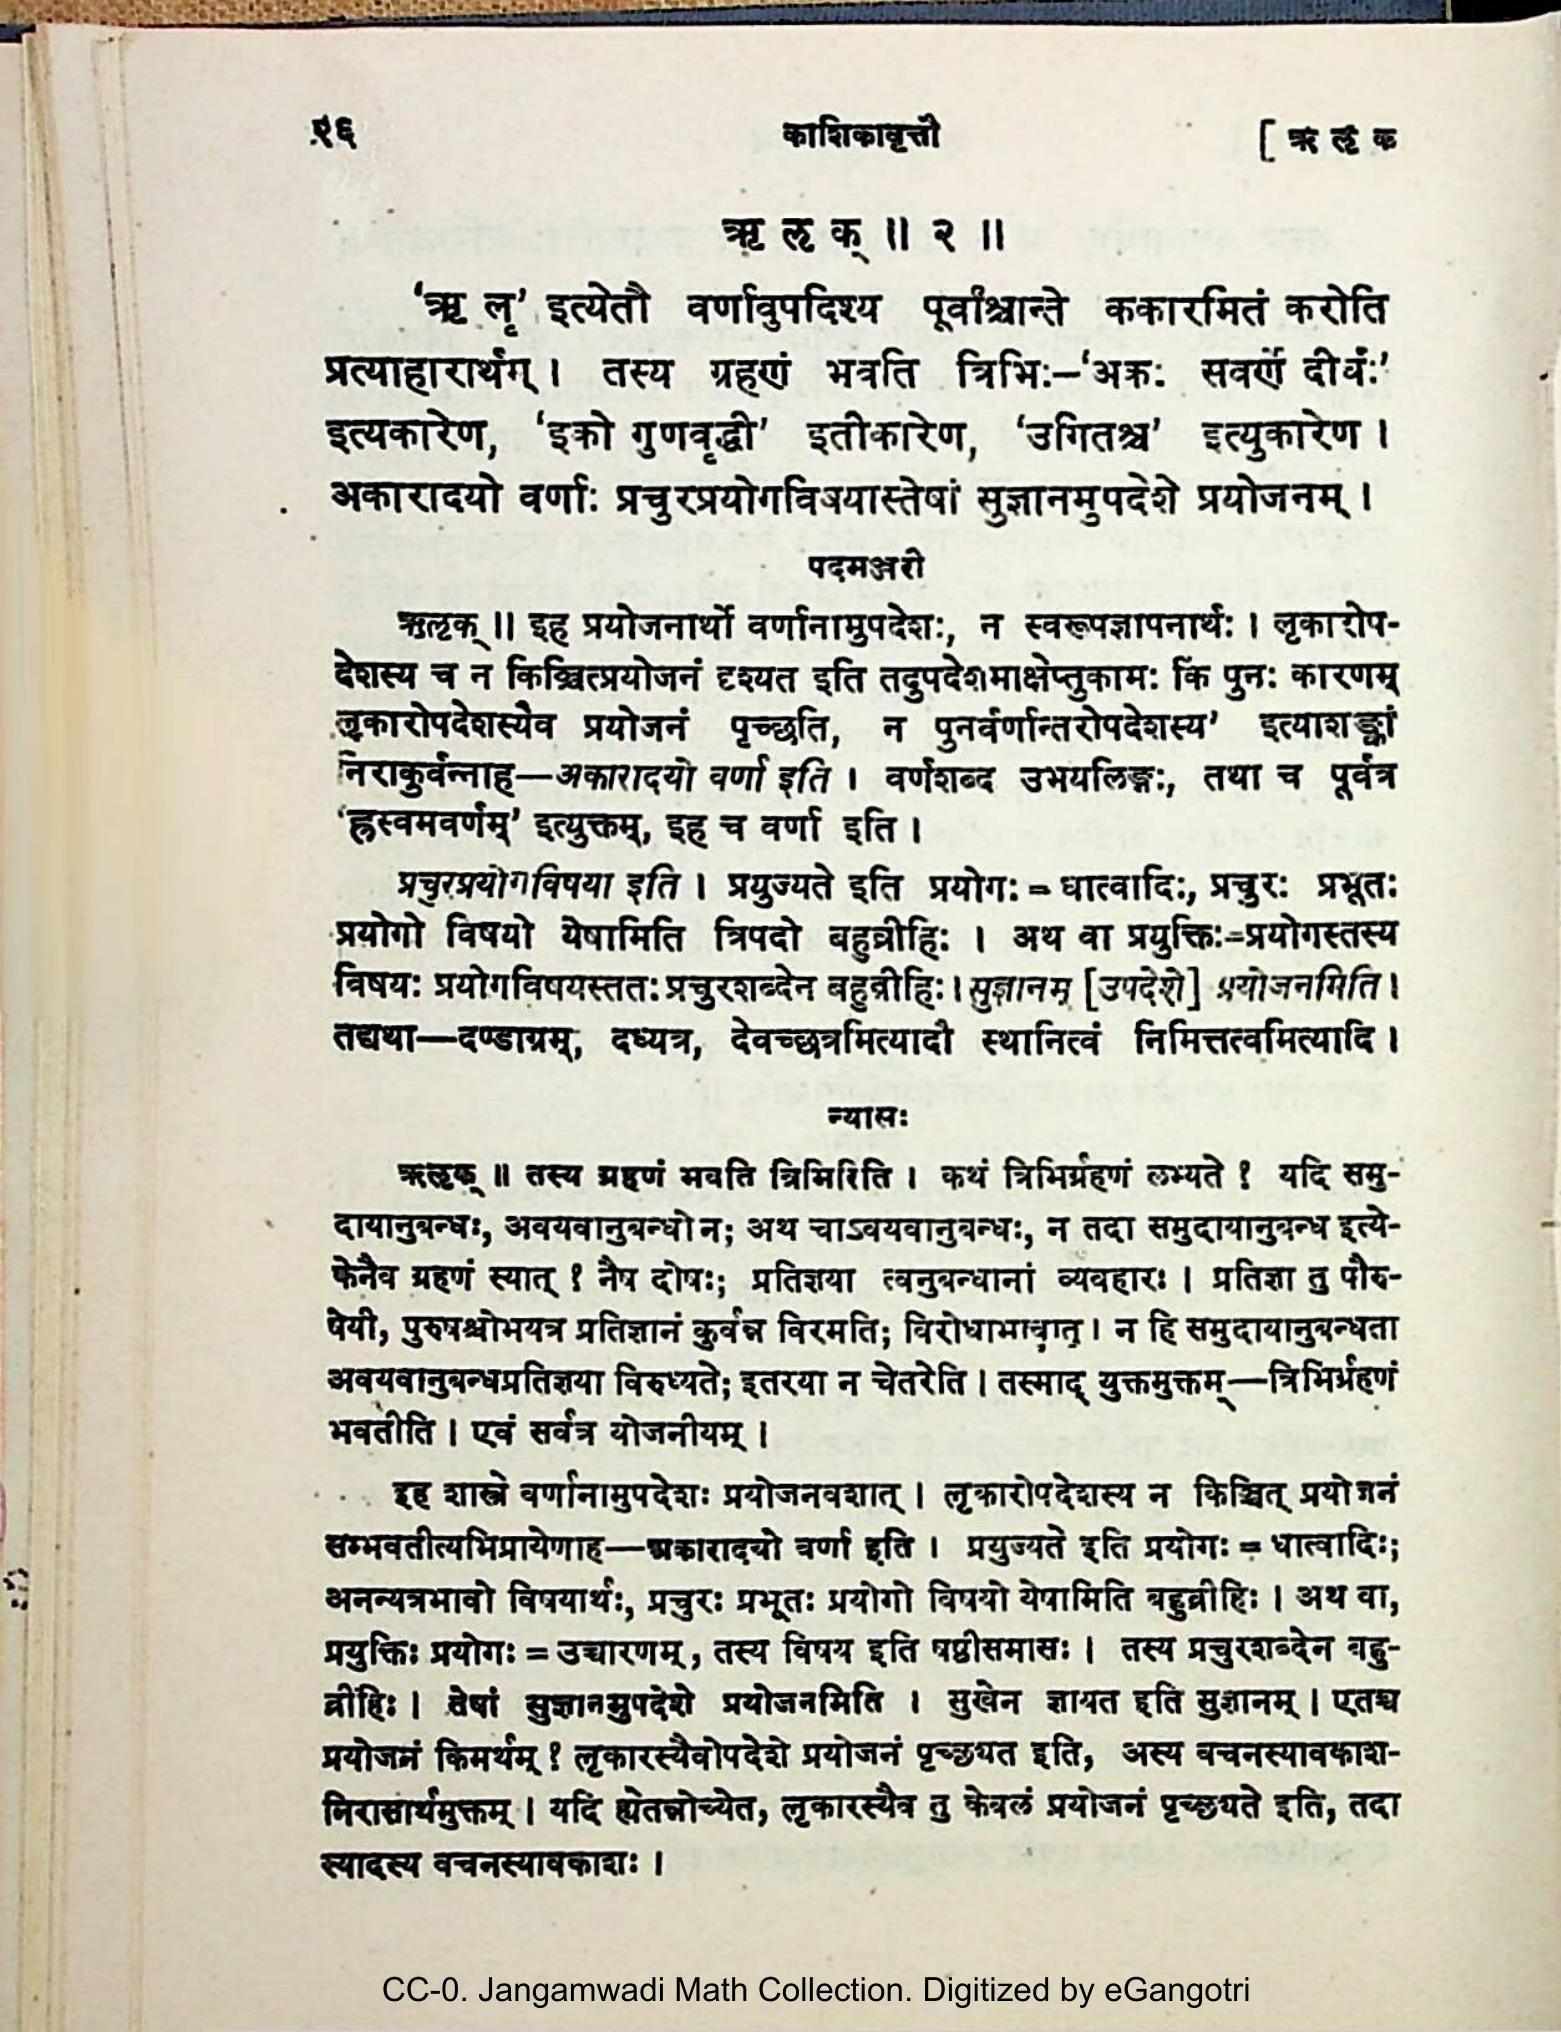 १६ काशिकावृत्तौ [ ऋ लृ क
ऋ लृ क् ॥ २ ॥
‘ऋ लृ’ इत्येतौ वर्णावुपदिश्य पूर्वांश्चान्ते ककारमितं करोति
प्रत्याहारार्थम् । तस्य ग्रहणं भवति त्रिभिः—‘अकः सवर्णे दीर्घः’
इत्यकारेण, ‘इको गुणवृद्धी’ इतीकारेण, ‘उगितश्च’ इत्युकारेण ।
अकारादयो वर्णाः प्रचुरप्रयोगविषयास्तेषां सुज्ञानमुपदेशे प्रयोजनम् ।
पदमञ्जरी
ऋलृक् ॥ इह प्रयोजनार्थो वर्णानामुपदेशः, न स्वरूपज्ञापनार्थः । लृकारोप-
देशस्य च न किञ्चित्प्रयोजनं दृश्यत इति तदुपदेशमाक्षेप्तुकामः किं पुनः कारणम्
लृकारोपदेशस्यैव प्रयोजनं पृच्छति, न पुनर्वर्णान्तरोपदेशस्य’ इत्याशङ्कां
निराकुर्वन्नाह—अकारादयो वर्णा इति । वर्णशब्द उभयलिङ्गः, तथा च पूर्वत्र
‘ह्रस्वमवर्णम्’ इत्युक्तम्, इह च वर्णा इति ।
प्रचुरप्रयोगविषया इति । प्रयुज्यते इति प्रयोगः = धात्वादिः, प्रचुरः प्रभूतः
प्रयोगो विषयो येषामिति त्रिपदो बहुव्रीहिः । अथ वा प्रयुक्तिः=प्रयोगस्तस्य
विषयः प्रयोगविषयस्ततः प्रचुरशब्देन बहुव्रीहिः । सुज्ञानम् [उपदेशे] प्रयोजनमिति ।
तद्यथा—दण्डाग्रम्, दध्यत्र, देवच्छत्रमित्यादौ स्थानित्वं निमित्तत्वमित्यादि ।
न्यासः
ऋलृक् ॥ तस्य ग्रहणं भवति त्रिभिरिति । कथं त्रिभिर्ग्रहणं लभ्यते ? यदि समु-
दायानुबन्धः, अवयवानुबन्धो न; अथ चाऽवयवानुबन्धः, न तदा समुदायानुबन्ध इत्ये-
केनैव ग्रहणं स्यात् ? नैष दोषः; प्रतिज्ञया त्वनुबन्धानां व्यवहारः । प्रतिज्ञा तु पौरु-
षेयी, पुरुषश्चोभयत्र प्रतिज्ञानं कुर्वन्न विरमति; विरोधाभावात् । न हि समुदायानुबन्धता
अवयवानुबन्धप्रतिज्ञया विरुध्यते; इतरया न चेतरेति । तस्माद् युक्तमुक्तम्—त्रिभिर्ग्रहणं
भवतीति । एवं सर्वत्र योजनीयम् ।
इह शास्त्रे वर्णानामुपदेशः प्रयोजनवशात् । लृकारोपदेशस्य न किञ्चित् प्रयोजनं
सम्भवतीत्यभिप्रायेणाह—अकारादयो वर्णा इति । प्रयुज्यते इति प्रयोगः = धात्वादिः;
अनन्यत्रभावो विषयार्थः, प्रचुरः प्रभूतः प्रयोगो विषयो येषामिति बहुव्रीहिः । अथ वा,
प्रयुक्तिः प्रयोगः = उच्चारणम्, तस्य विषय इति षष्ठीसमासः । तस्य प्रचुरशब्देन बहु-
व्रीहिः । तेषां सुज्ञानमुपदेशे प्रयोजनमिति । सुखेन ज्ञायत इति सुज्ञानम् । एतच्च
प्रयोजनं किमर्थम् ? लृकारस्यैवोपदेशे प्रयोजनं पृच्छ्यत इति, अस्य वचनस्यावकाश-
निरासार्थमुक्तम् । यदि ह्येतन्नोच्येत, लृकारस्यैव तु केवलं प्रयोजनं पृच्छ्यते इति, तदा
स्यादस्य वचनस्यावकाशः ।
CC-0. Jangamwadi Math Collection. Digitized by eGangotri